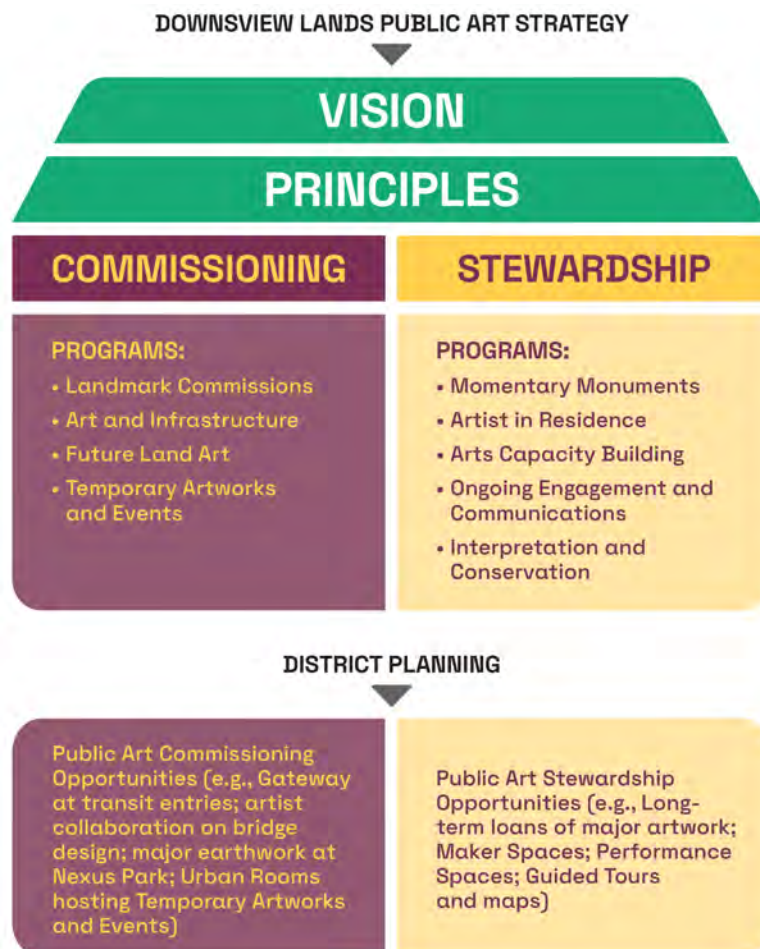 DOWNSVIEW LANDS PUBLIC ART STRATEGY
VISION
PRINCIPLES
COMMISSIONING
PROGRAMS:
• Landmark Commissions
• Art and Infrastructure
• Future Land Art
• Temporary Artworks
and Events
STEWARDSHIP
PROGRAMS:
• Momentary Monuments
• Artist in Residence
• Arts Capacity Building
• Ongoing Engagement and
Communications
• Interpretation and
Conservation
DISTRICT PLANNING
Public Art Commissioning
Opportunities (e.g., Gateway
at transit entries; artist
collaboration on bridge
design; major earthwork at
Nexus Park; Urban Rooms
hosting Temporary Artworks
and Events)
Public Art Stewardship
Opportunities (e.g., Long-
term loans of major artwork;
Maker Spaces; Performance
Spaces; Guided Tours
and maps)